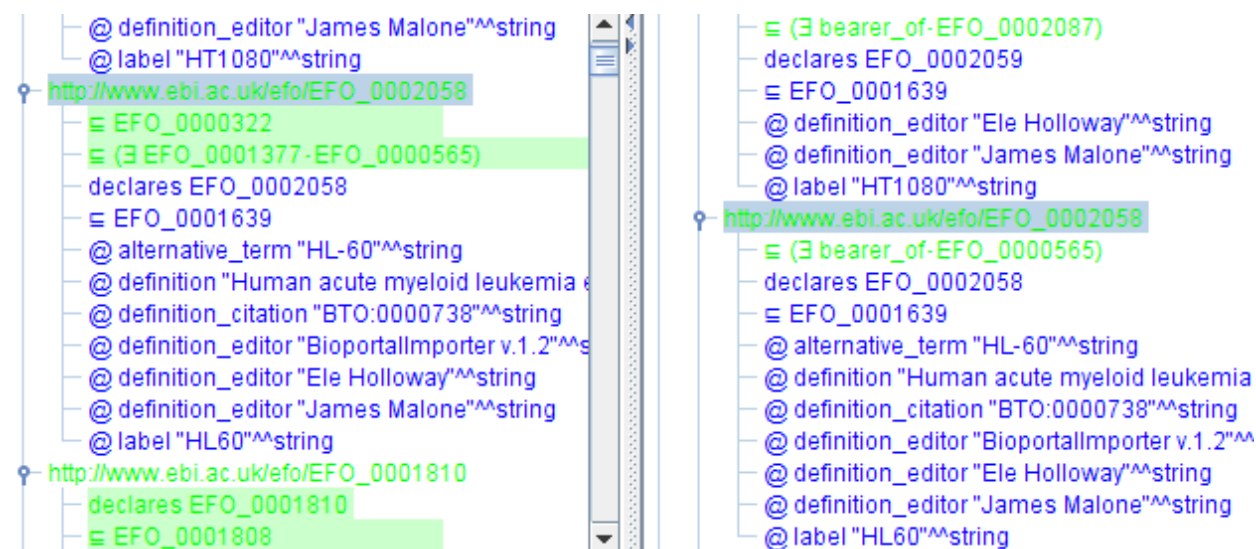 @ definition_editor "James Malone"^^string
@ label "HT1080"^^string
http://www.ebi.ac.uk/efo/EFO_0002058
⊑ EFO_0000322
⊑ (∃ EFO_0001377 · EFO_0000565)
declares EFO_0002058
⊑ EFO_0001639
@ alternative_term "HL-60"^^string
@ definition "Human acute myeloid leukemia
@ definition_citation "BTO:0000738"^^string
@ definition_editor "BioportalImporter v.1.2"^^s
@ definition_editor "Ele Holloway"^^string
@ definition_editor "James Malone"^^string
@ label "HL60"^^string
http://www.ebi.ac.uk/efo/EFO_0001810
declares EFO_0001810
⊑ EFO_0001808
⊑ (∃ bearer_of · EFO_0002087)
declares EFO_0002059
⊑ EFO_0001639
@ definition_editor "Ele Holloway"^^string
@ definition_editor "James Malone"^^string
@ label "HT1080"^^string
http://www.ebi.ac.uk/efo/EFO_0002058
⊑ (∃ bearer_of · EFO_0000565)
declares EFO_0002058
⊑ EFO_0001639
@ alternative_term "HL-60"^^string
@ definition "Human acute myeloid leukemia
@ definition_citation "BTO:0000738"^^string
@ definition_editor "BioportalImporter v.1.2"^^
@ definition_editor "Ele Holloway"^^string
@ definition_editor "James Malone"^^string
@ label "HL60"^^string